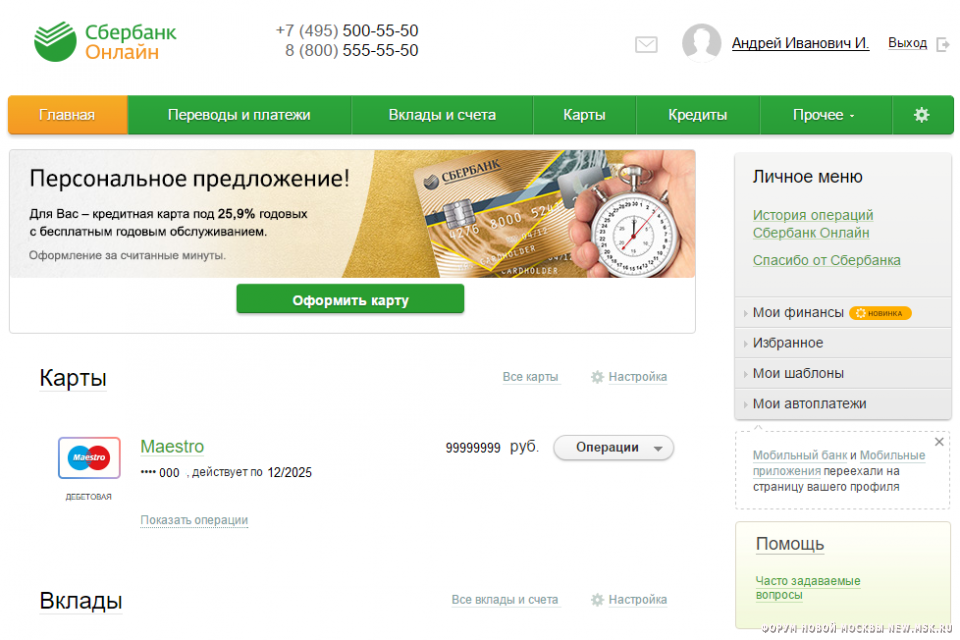 Сбербанк
Онлайн
+7 (495) 500-55-50
8 (800) 555-55-50
Андрей Иванович И.
Выход
Главная
Переводы и платежи
Вклады и счета
Карты
Кредиты
Прочее
Персональное предложение!
Для Вас – кредитная карта под 25,9% годовых
с бесплатным годовым обслуживанием.
Оформление за считанные минуты.
СБЕРБАНК
4276 8000 52
CARDHOLDER
CARDHOLDER
Оформить карту
Личное меню
История операций
Сбербанк Онлайн
Спасибо от Сбербанка
Мои финансы НОВИНКА
Избранное
Мои шаблоны
Мои автоплатежи
Карты
Все карты
Настройка
Maestro
Maestro
•••• 000 , действует по 12/2025
99999999 руб.
Операции
ДЕБЕТОВАЯ
Показать операции
Мобильный банк и Мобильные
приложения переехали на
страницу вашего профиля
Помощь
Часто задаваемые
вопросы
Вклады
Все вклады и счета
Настройка
ФОРУМ НОВОЙ МОСКВЫ NEW.MSK.RU